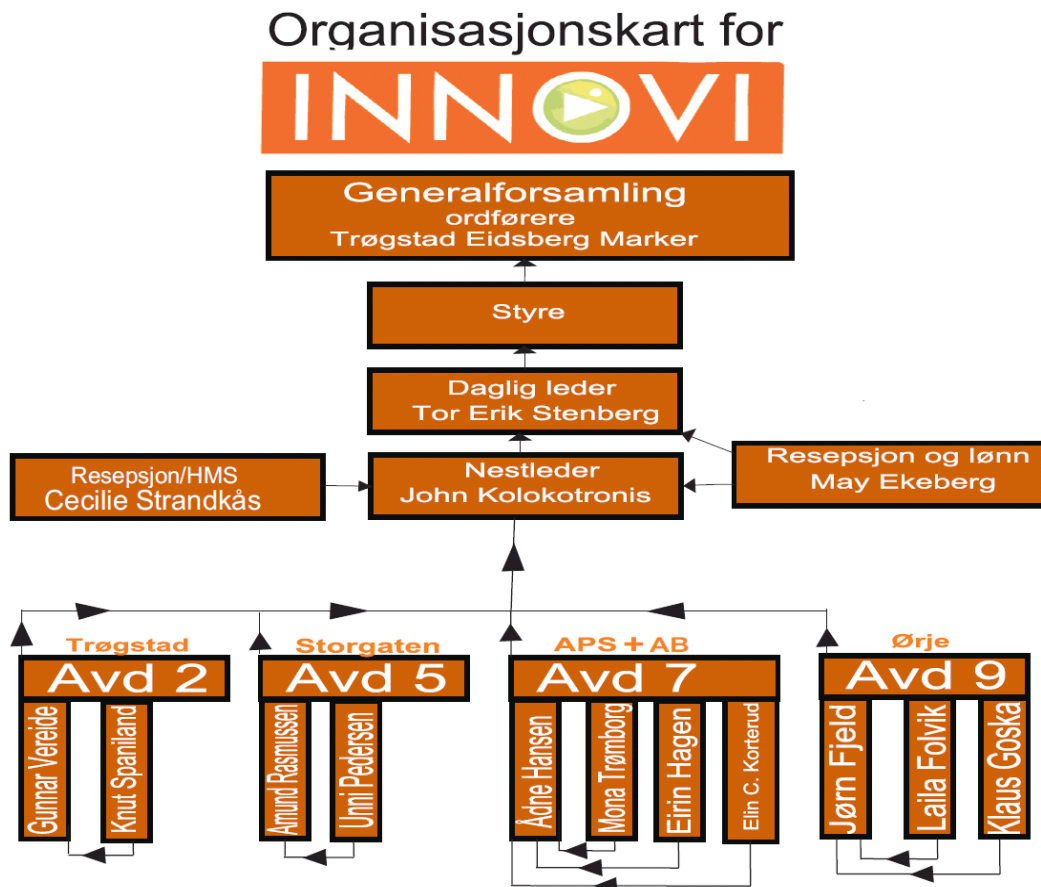 Organisasjonskart for
INNOVI
Generalforsamling
ordførere
Trøgstad Eidsberg Marker
Styre
Daglig leder
Tor Erik Stenberg
Resepsjon/HMS
Cecilie Strandkås
Nestleder
John Kolokotronis
Resepsjon og lønn
May Ekeberg
Trøgstad
Avd 2
Gunnar Vereide
Knut Spaniland
Storgaten
Avd 5
Amund Rasmussen
Unni Pedersen
APS + AB
Avd 7
Ådne Hansen
Mona Trømborg
Eirin Hagen
Elin C. Korterud
Ørje
Avd 9
Jørn Fjeld
Laila Folvik
Klaus Goska